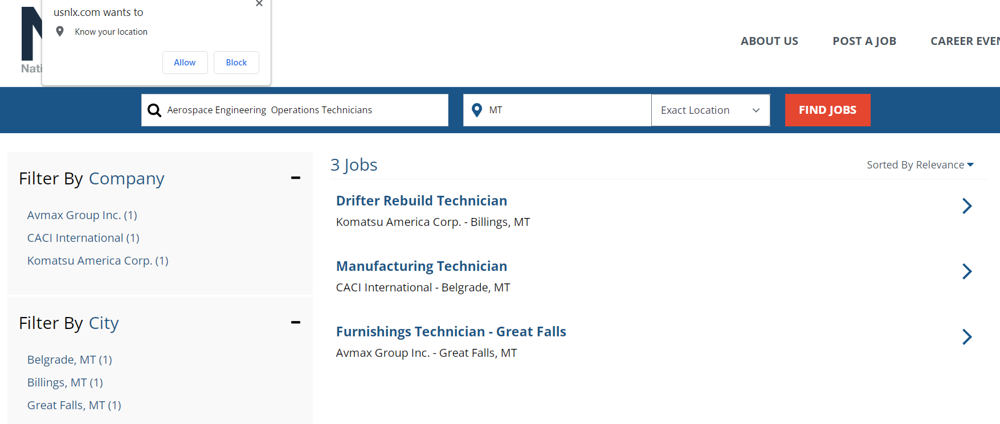 usnlx.com wants to
Know your location
Allow
Block
Nati
ABOUT US
POST A JOB
CAREER EVEN
Aerospace Engineering  Operations Technicians
MT
Exact Location
FIND JOBS
Filter By Company
Avmax Group Inc. (1)
CACI International (1)
Komatsu America Corp. (1)
Filter By City
Belgrade, MT (1)
Billings, MT (1)
Great Falls, MT (1)
3 Jobs
Sorted By Relevance
Drifter Rebuild Technician
Komatsu America Corp. - Billings, MT
Manufacturing Technician
CACI International - Belgrade, MT
Furnishings Technician - Great Falls
Avmax Group Inc. - Great Falls, MT